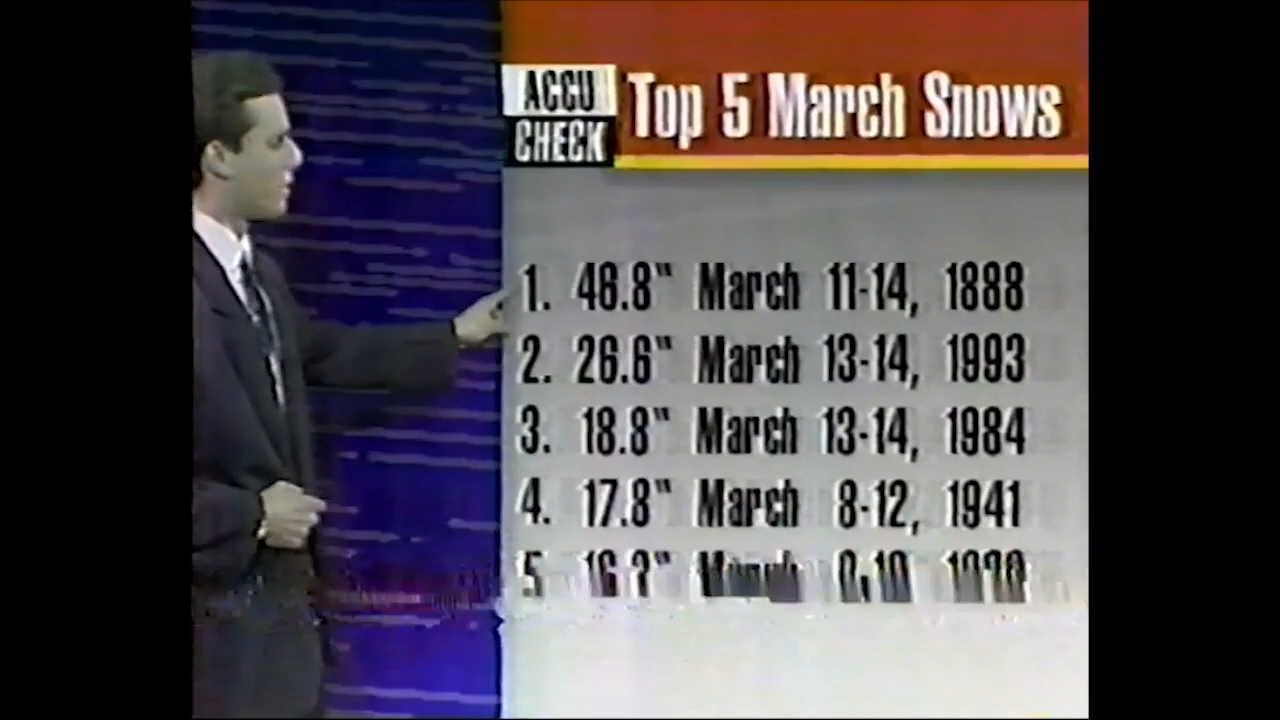 ACCU
CHECK
Top 5 March Snows
1. 46.8" March 11-14, 1888
2. 26.6" March 13-14, 1993
3. 18.8" March 13-14, 1984
4. 17.8" March 8-12, 1941
5. March